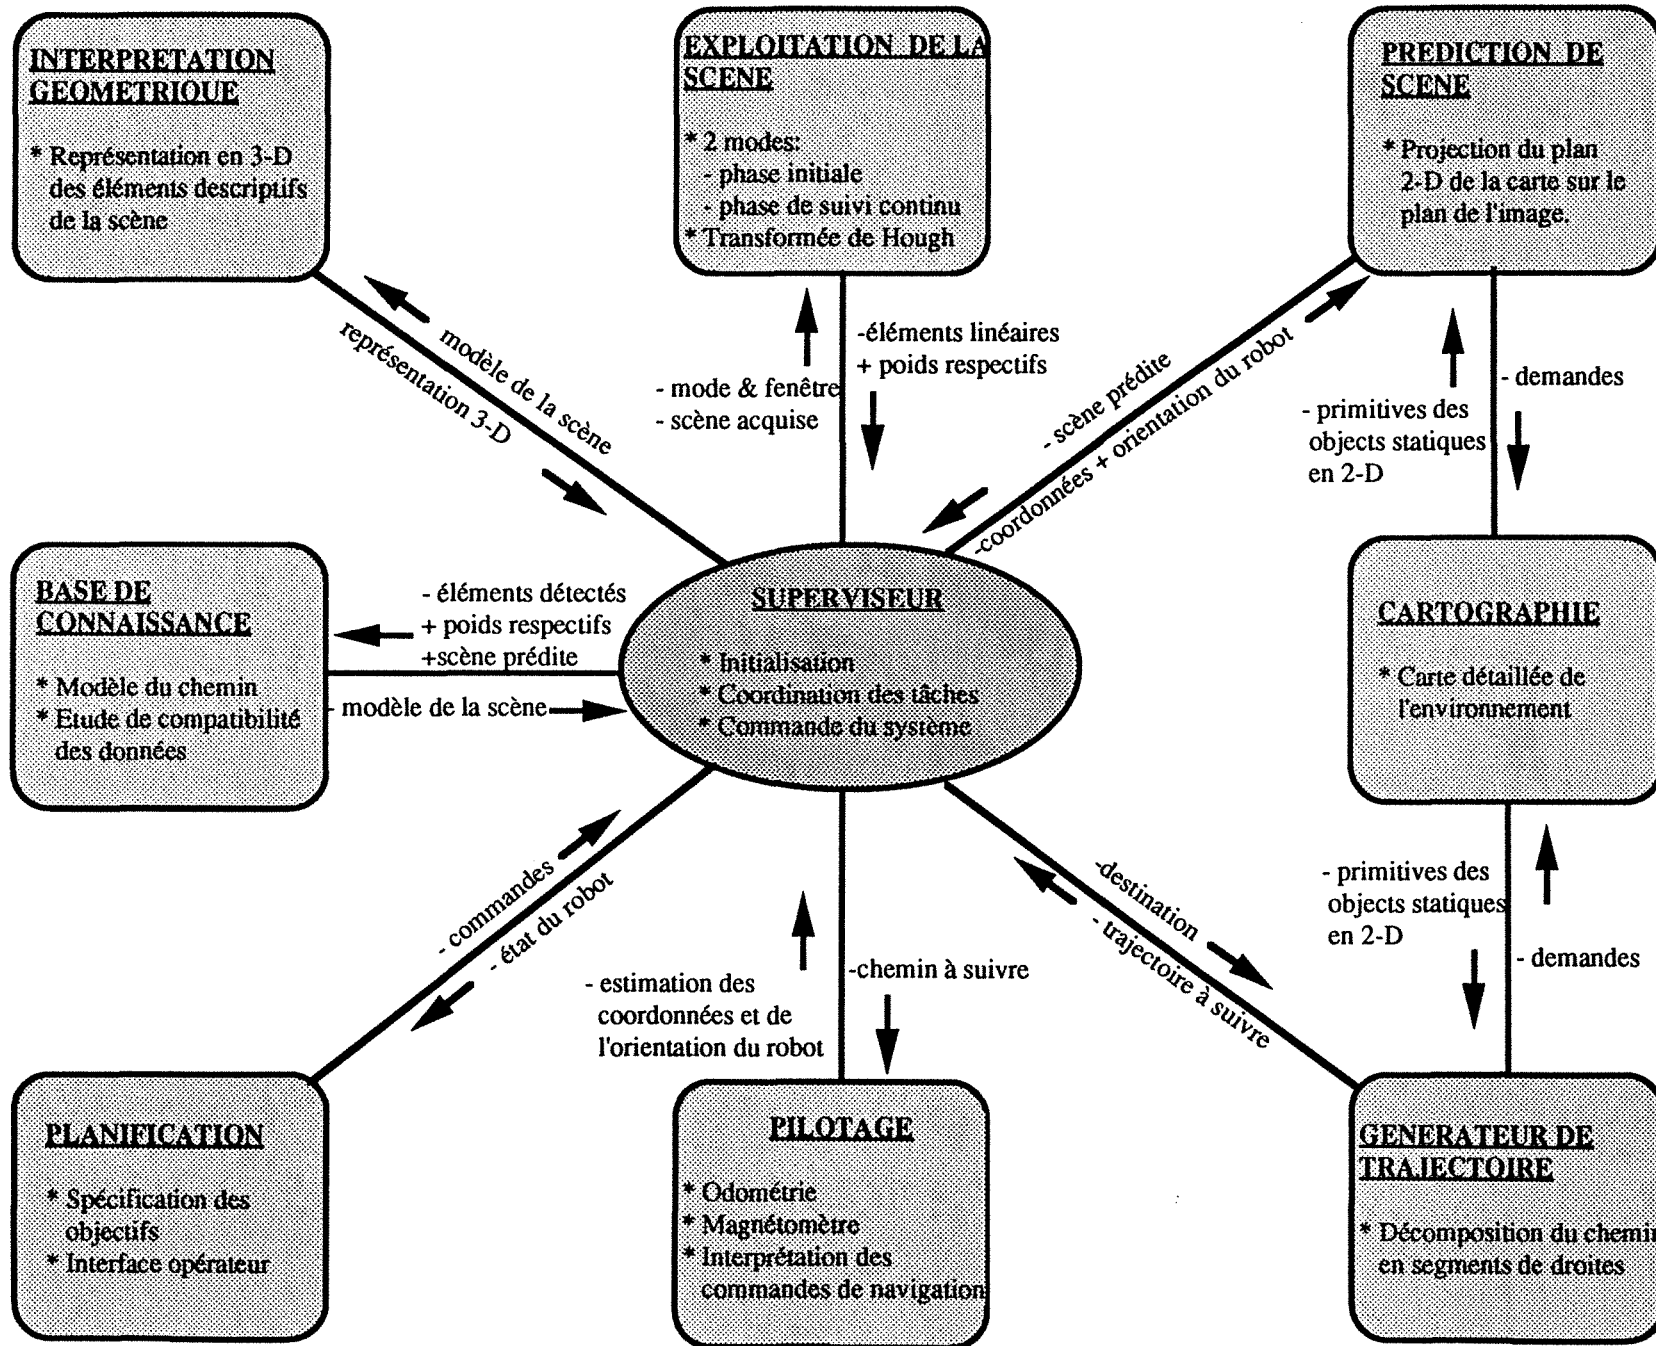 INTERPRETATION
GEOMETRIQUE
* Représentation en 3-D
des éléments descriptifs
de la scène
EXPLOITATION DE LA
SCENE
* 2 modes:
- phase initiale
- phase de suivi continu
* Transformée de Hough
PREDICTION DE
SCENE
* Projection du plan
2-D de la carte sur le
plan de l'image.
modèle de la scène
représentation 3-D
- mode & fenêtre
- scène acquise
-éléments linéaires
+ poids respectifs
- scène prédite
-coordonnées + orientation du robot
- primitives des
objects statiques
en 2-D
- demandes
BASE DE
CONNAISSANCE
* Modèle du chemin
* Etude de compatibilité
des données
- éléments détectés
+ poids respectifs
+scène prédite
- modèle de la scène
SUPERVISEUR
* Initialisation
* Coordination des tâches
* Commande du système
CARTOGRAPHIE
* Carte détaillée de
l'environnement
- commandes
- état du robot
- estimation des
coordonnées et de
l'orientation du robot
-chemin à suivre
-destination
- trajectoire à suivre
- primitives des
objects statiques
en 2-D
- demandes
PLANIFICATION
* Spécification des
objectifs
* Interface opérateur
PILOTAGE
* Odométrie
* Magnétomètre
* Interprétation des
commandes de navigation
GENERATEUR DE
TRAJECTOIRE
* Décomposition du chemin
en segments de droites